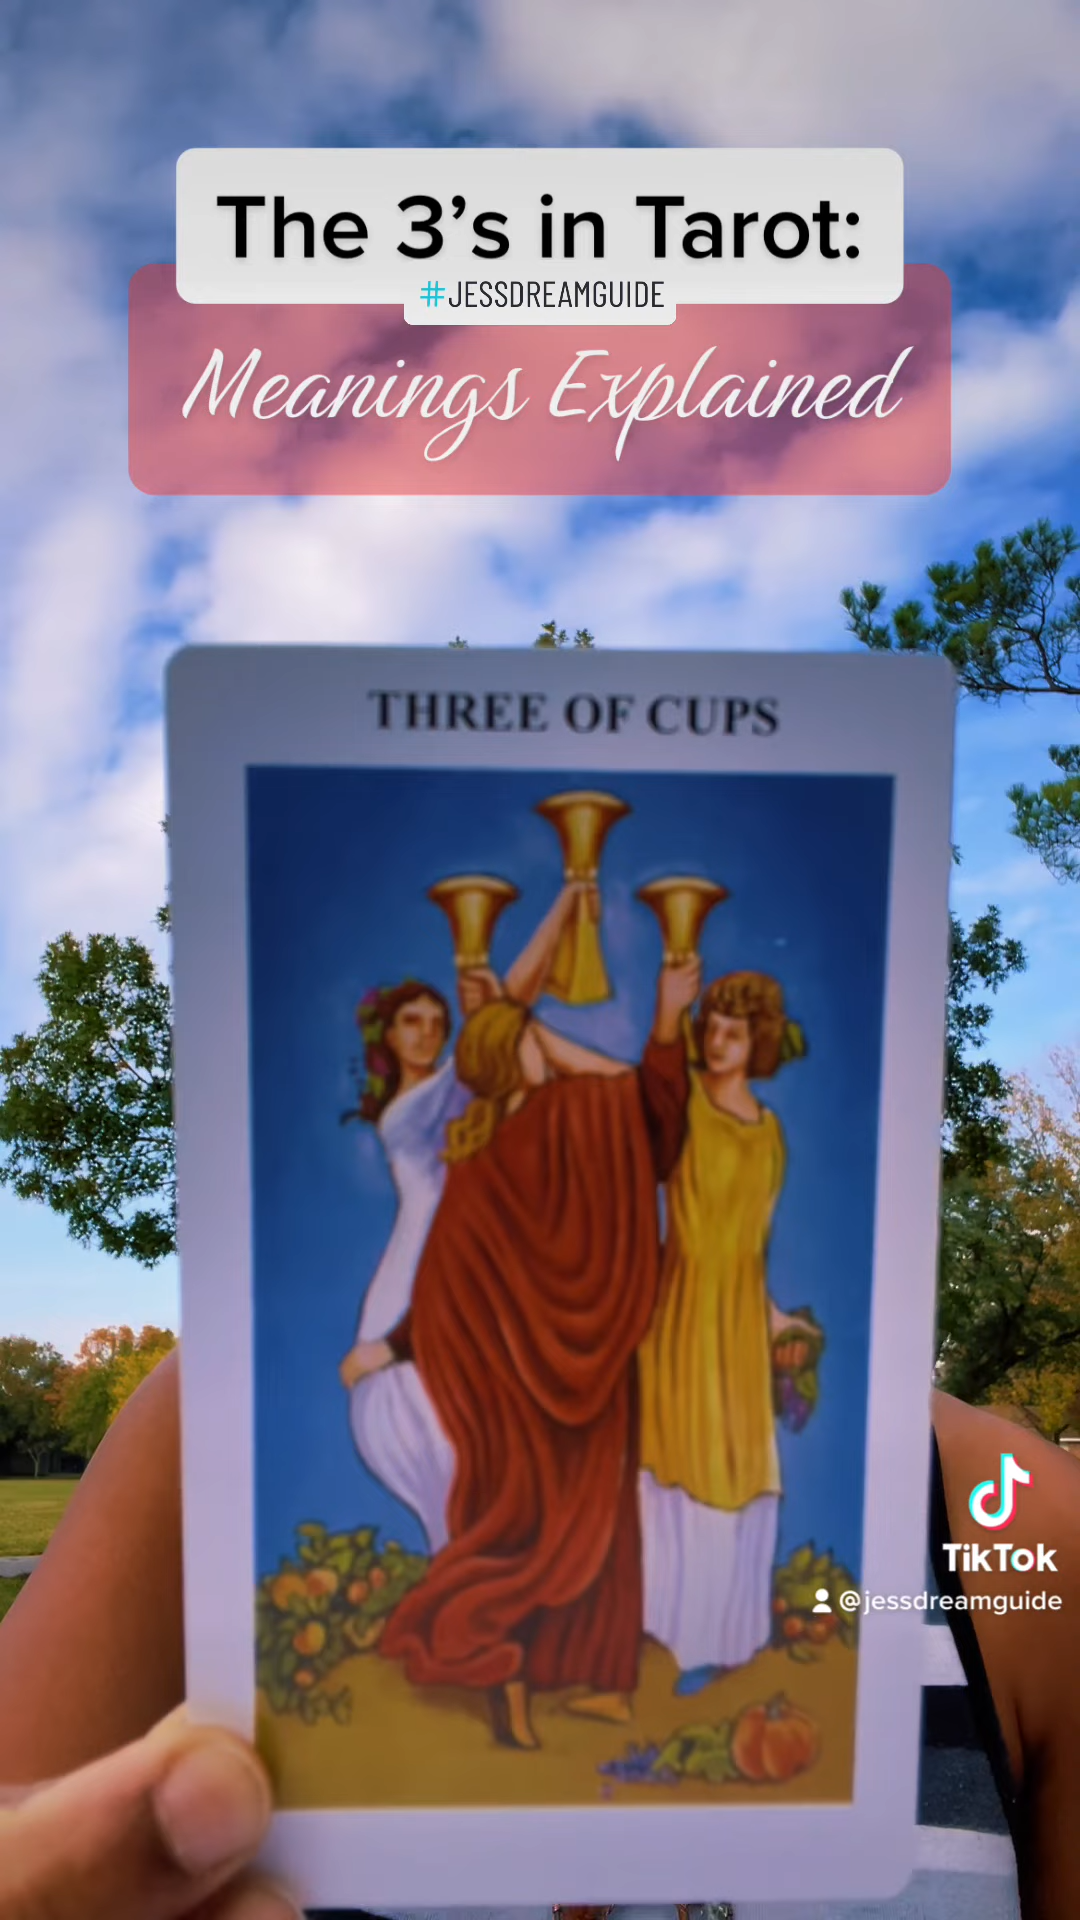 The 3’s in Tarot:
#JESSDREAMGUIDE
Meanings Explained
THREE OF CUPS
TikTok
@jessdreamguide